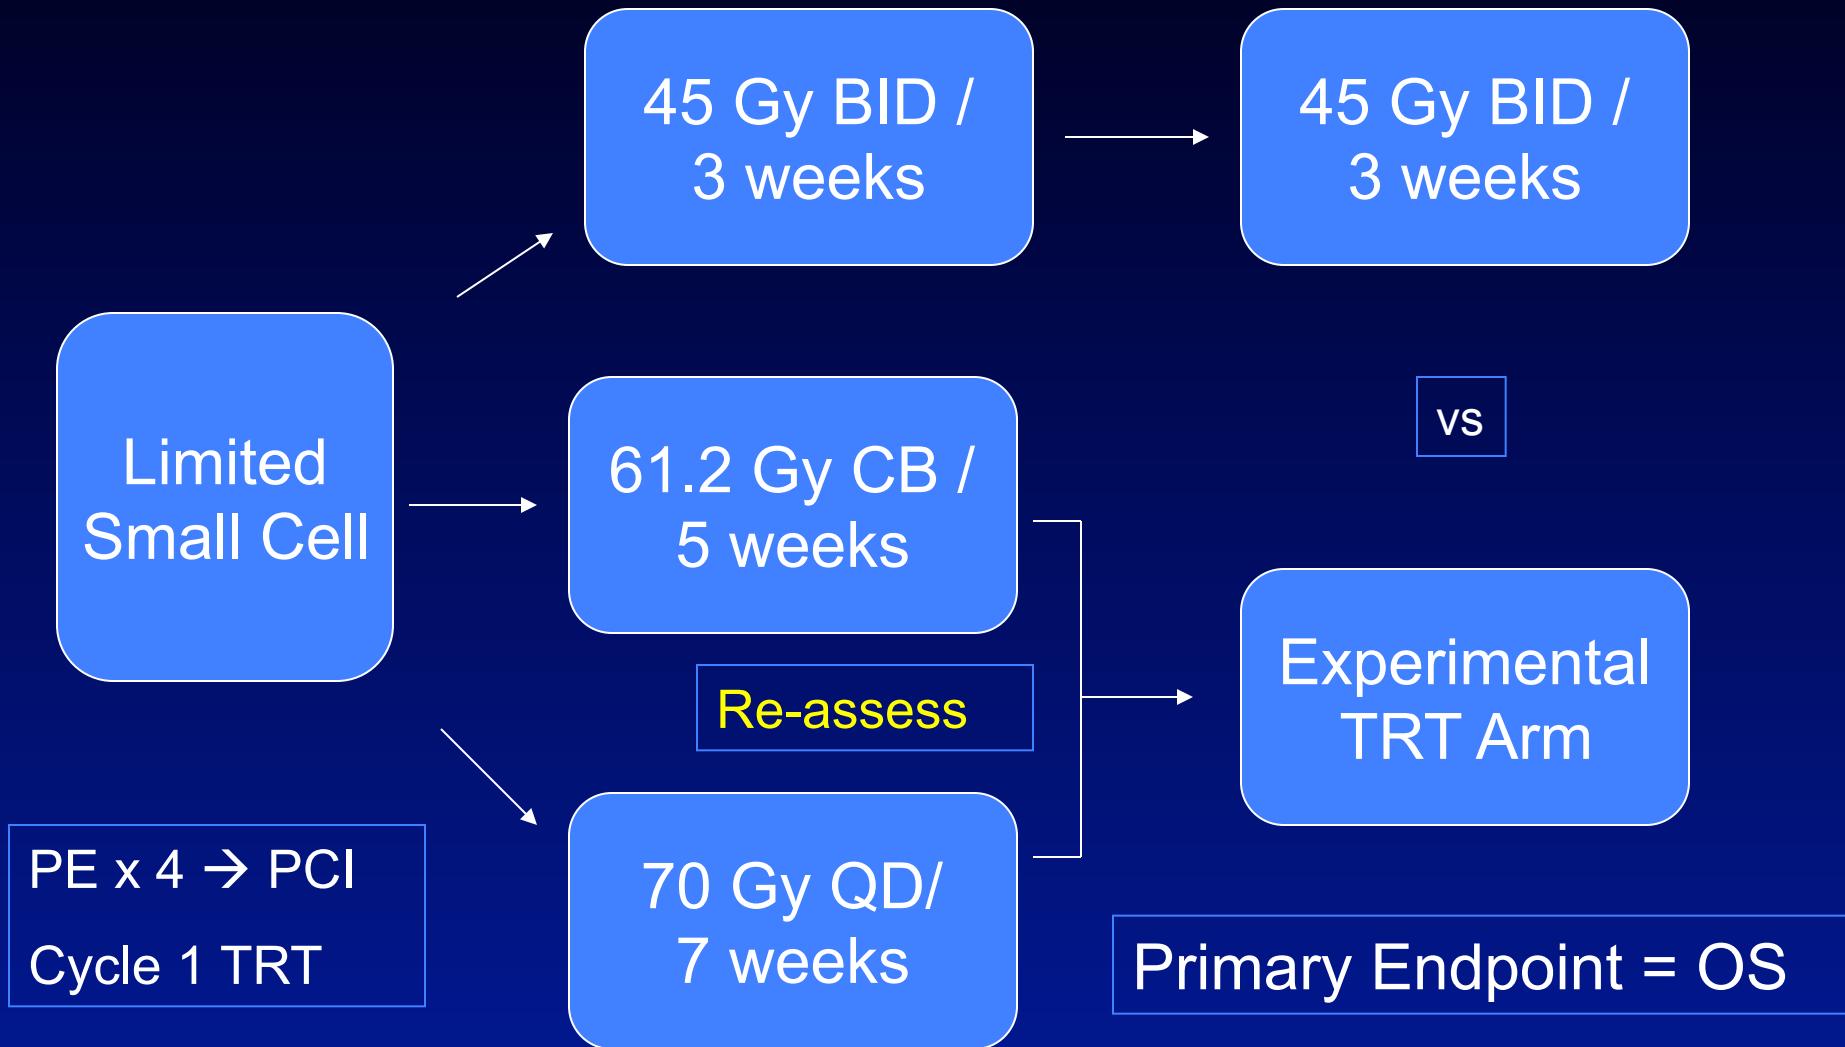 45 Gy BID /
3 weeks
45 Gy BID /
3 weeks
Limited
Small Cell
61.2 Gy CB /
5 weeks
vs
Re-assess
Experimental
TRT Arm
PE x 4 → PCI
Cycle 1 TRT
70 Gy QD/
7 weeks
Primary Endpoint = OS